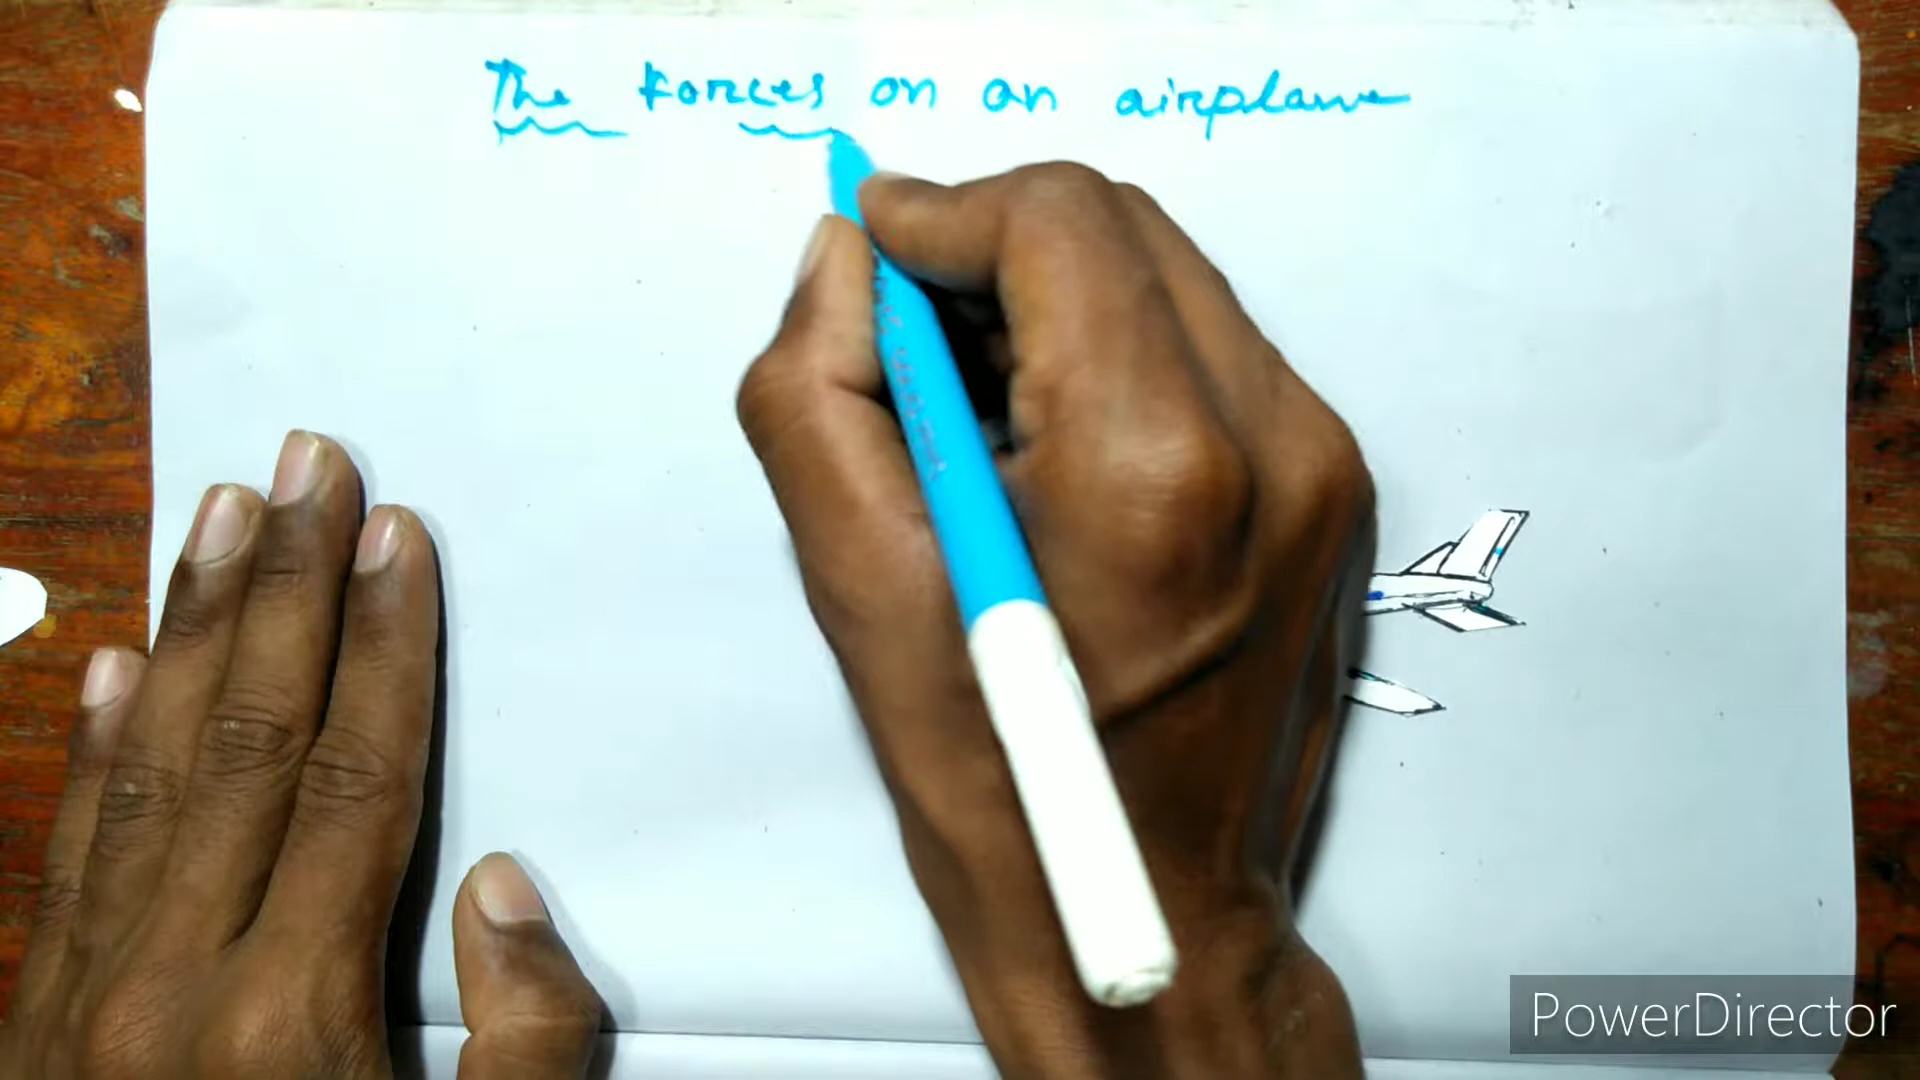 The Forces on an airplane
PowerDirector